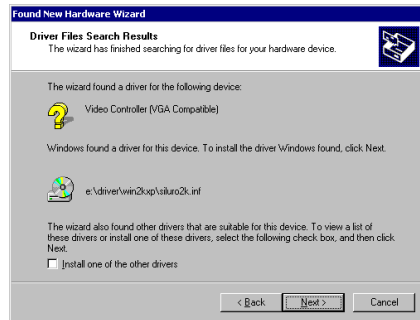 Found New Hardware Wizard
Driver Files Search Results
The wizard has finished searching for driver files for your hardware device.
The wizard found a driver for the following device:
Video Controller (VGA Compatible)
Windows found a driver for this device. To install the driver Windows found, click Next.
e:\driver\win2kxp\siluro2k.inf
The wizard also found other drivers that are suitable for this device. To view a list of
these drivers or install one of these drivers, select the following check box, and then click
Next.
Install one of the other drivers
< Back
Next >
Cancel